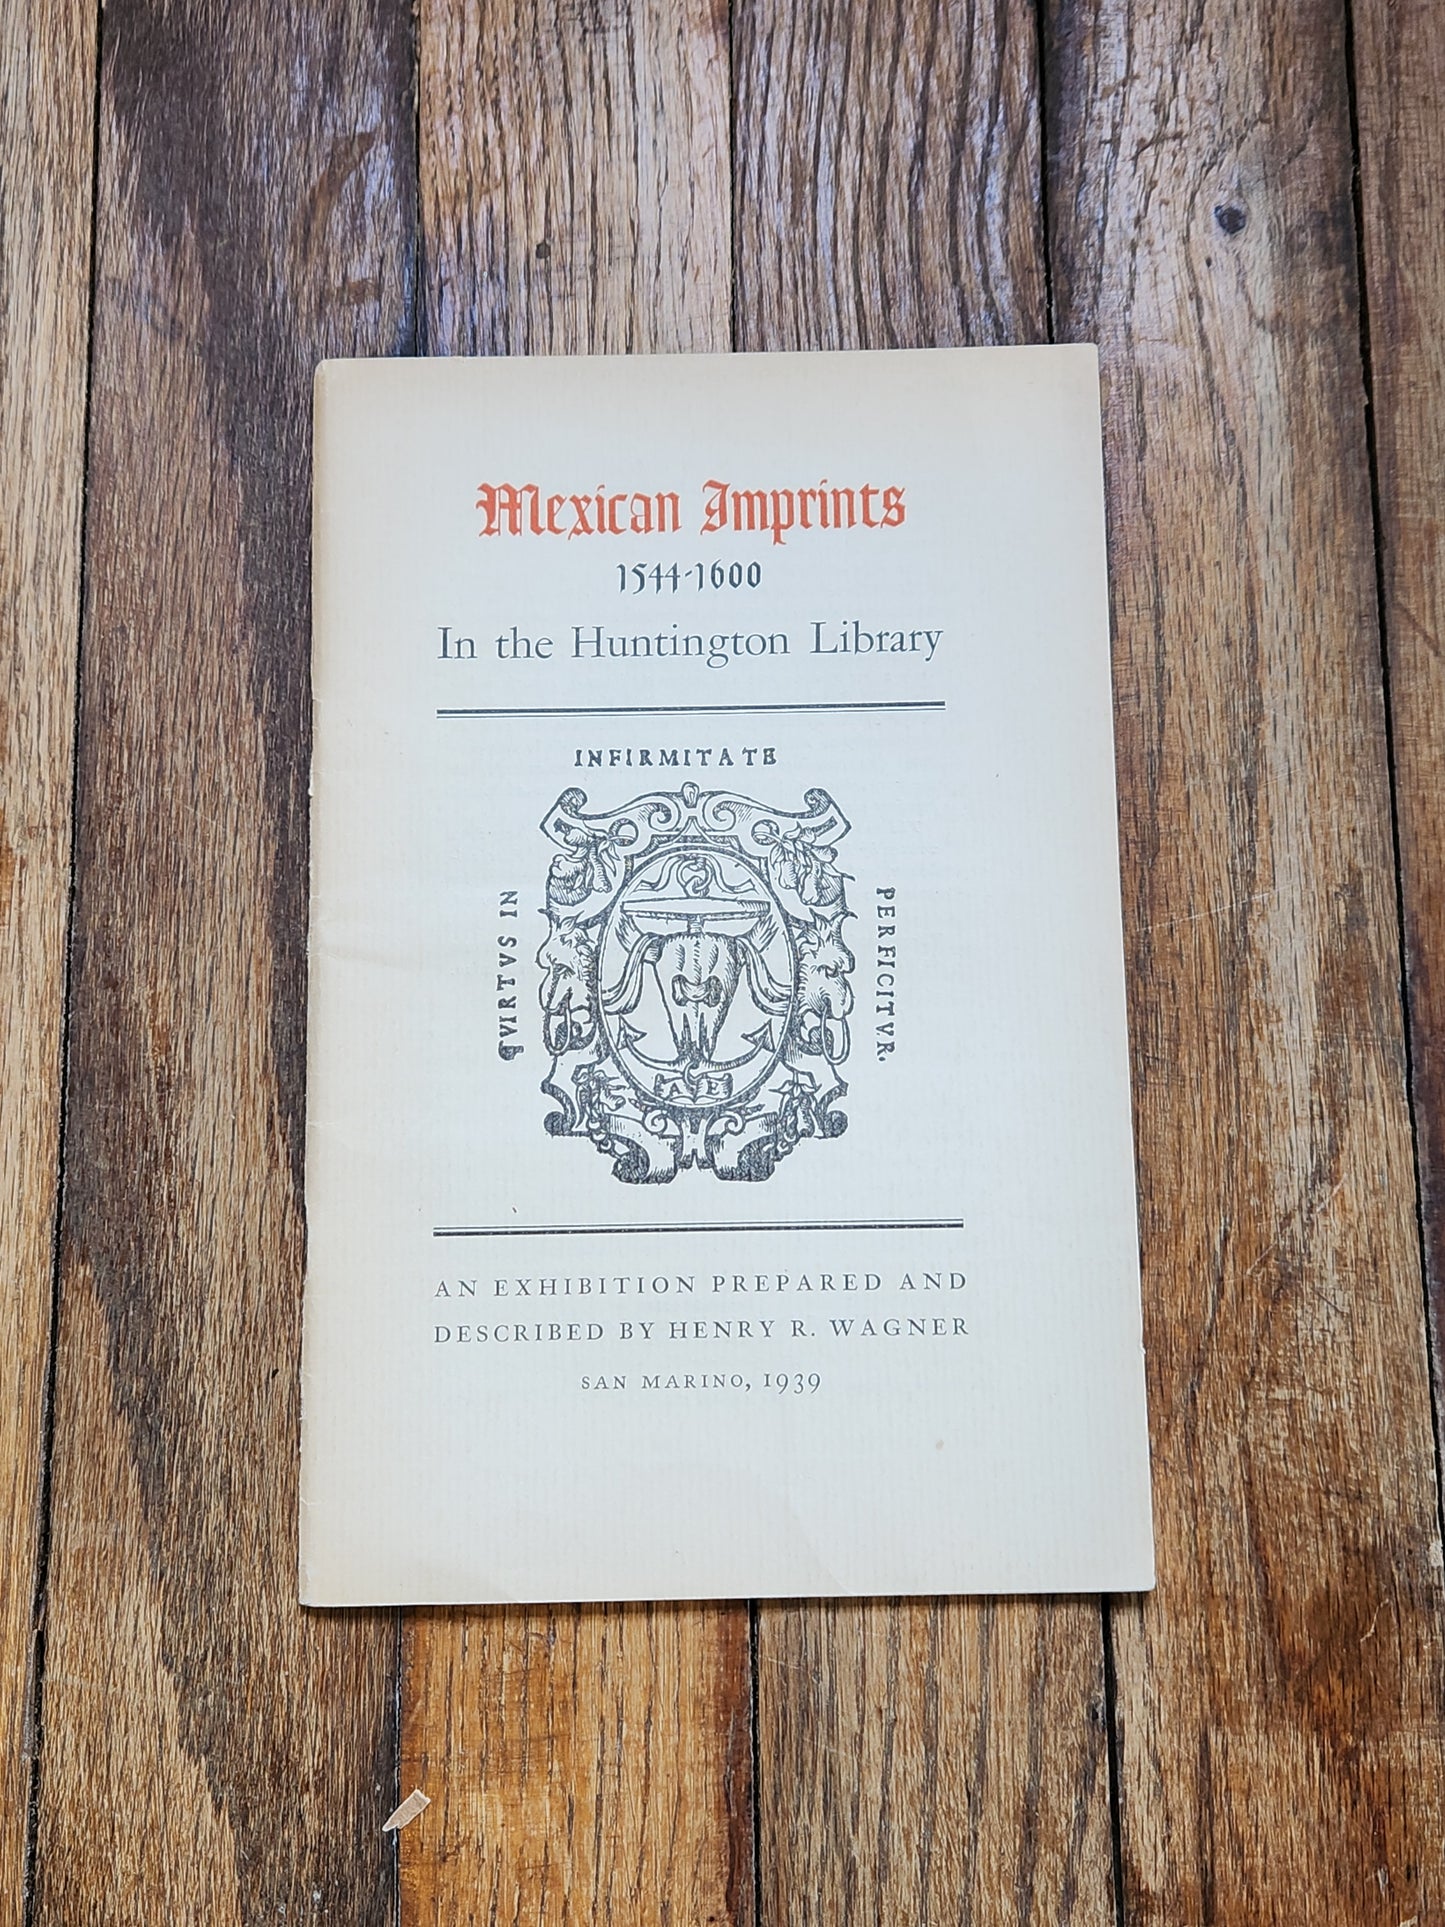 Mexican Imprints
1544-1600
In the Huntington Library
VIRTVS IN
INFIRMITATE
PERFICITVR.
AN EXHIBITION PREPARED AND
DESCRIBED BY HENRY R. WAGNER
SAN MARINO, 1939